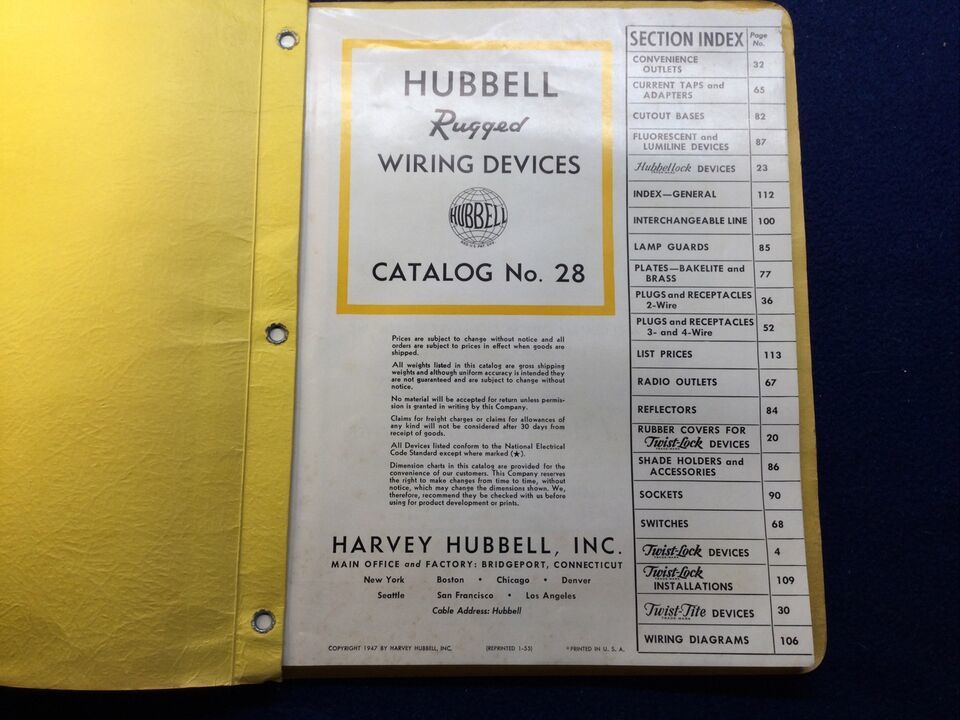 HUBBELL
Rugged
WIRING DEVICES
HUBBELL
CATALOG No. 28
Prices are subject to change without notice and all
orders are subject to prices in effect when goods are
shipped.
All weights listed in this catalog are gross shipping
weights and although uniform accuracy is intended they
are not guaranteed and are subject to change without
notice.
No material will be accepted for return unless permis-
sion is granted in writing by this Company.
Claims for freight charges or claims for allowances of
any kind will not be considered after 30 days from
receipt of goods.
All Devices listed conform to the National Electrical
Code Standard except where marked (★).
Dimension charts in this catalog are provided for the
convenience of our customers. This Company reserves
the right to make changes from time to time, without
notice, which may change the dimensions shown. We,
therefore, recommend they be checked with us before
using for product development or prints.
HARVEY HUBBELL, INC.
MAIN OFFICE and FACTORY: BRIDGEPORT, CONNECTICUT
New York Boston • Chicago • Denver
Seattle San Francisco • Los Angeles
Cable Address: Hubbell
COPYRIGHT 1947 BY HARVEY HUBBELL, INC. (REPRINTED 1-53) PRINTED IN U. S. A.
SECTION INDEX Page No.
CONVENIENCE
OUTLETS 32
CURRENT TAPS and
ADAPTERS 65
CUTOUT BASES 82
FLUORESCENT and
LUMILINE DEVICES 87
Hubbellock DEVICES 23
INDEX—GENERAL 112
INTERCHANGEABLE LINE 100
LAMP GUARDS 85
PLATES—BAKELITE and
BRASS 77
PLUGS and RECEPTACLES
2-Wire 36
PLUGS and RECEPTACLES
3- and 4-Wire 52
LIST PRICES 113
RADIO OUTLETS 67
REFLECTORS 84
RUBBER COVERS FOR
Twist-Lock DEVICES 20
TRADE MARK
SHADE HOLDERS and
ACCESSORIES 86
SOCKETS 90
SWITCHES 68
Twist-Lock DEVICES 4
TRADE MARK
Twist-Lock
TRADE MARK
INSTALLATIONS 109
Twist-Tite DEVICES 30
TRADE MARK
WIRING DIAGRAMS 106